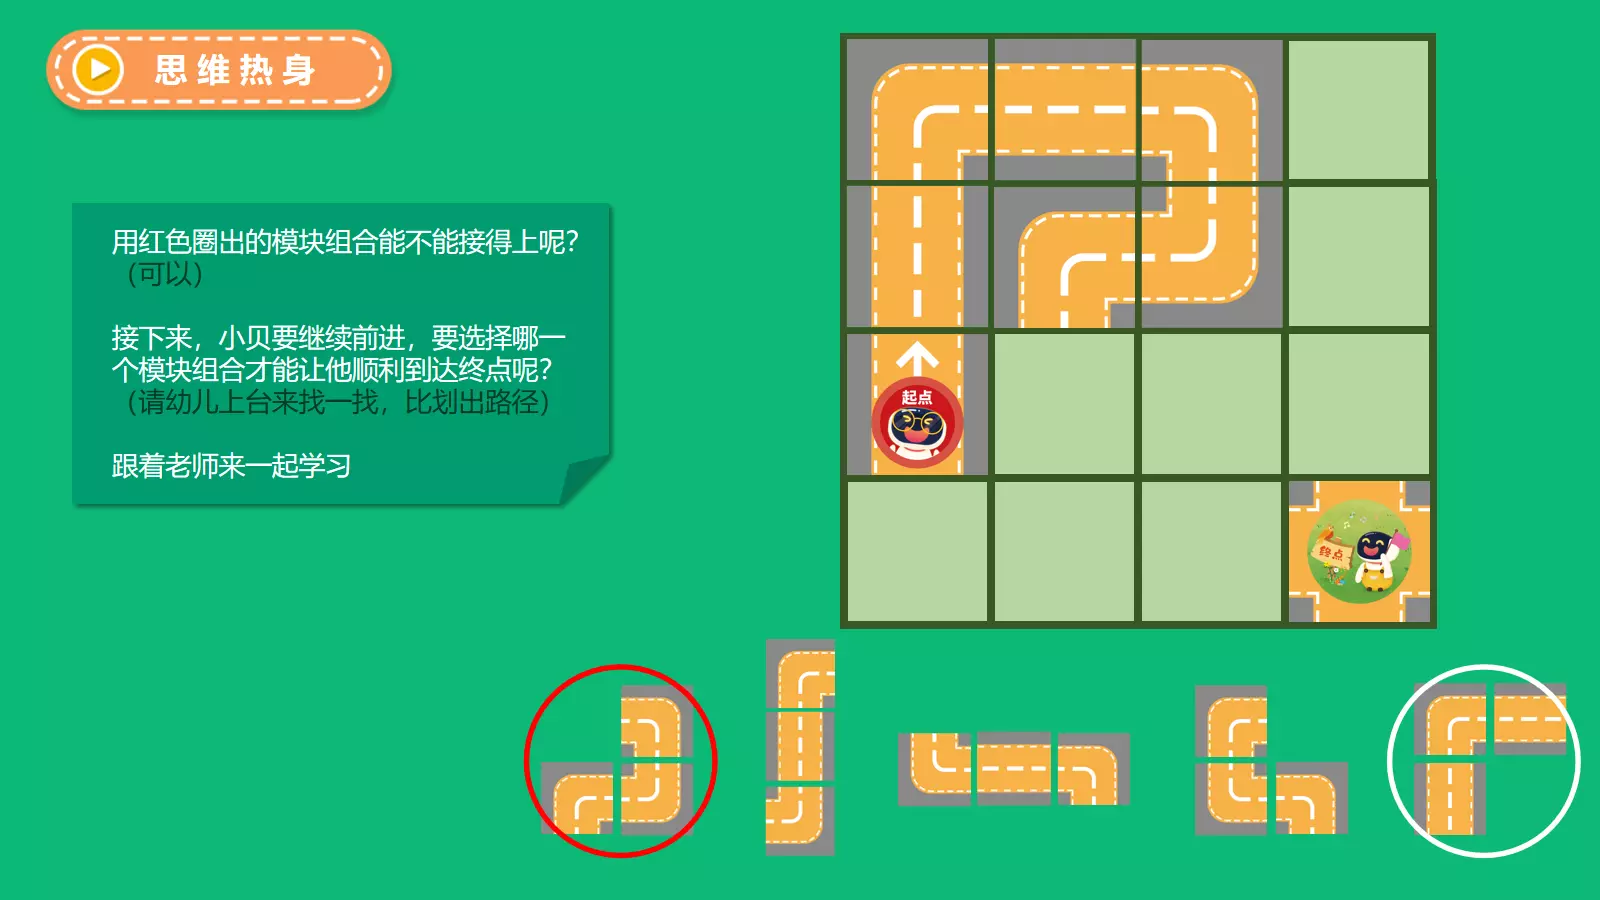 思维热身
用红色圈出的模块组合能不能接得上呢?
（可以）
接下来，小贝要继续前进，要选择哪一
个模块组合才能让他顺利到达终点呢?
（请幼儿上台来找一找，比划出路径）
跟着老师来一起学习
起点
终点